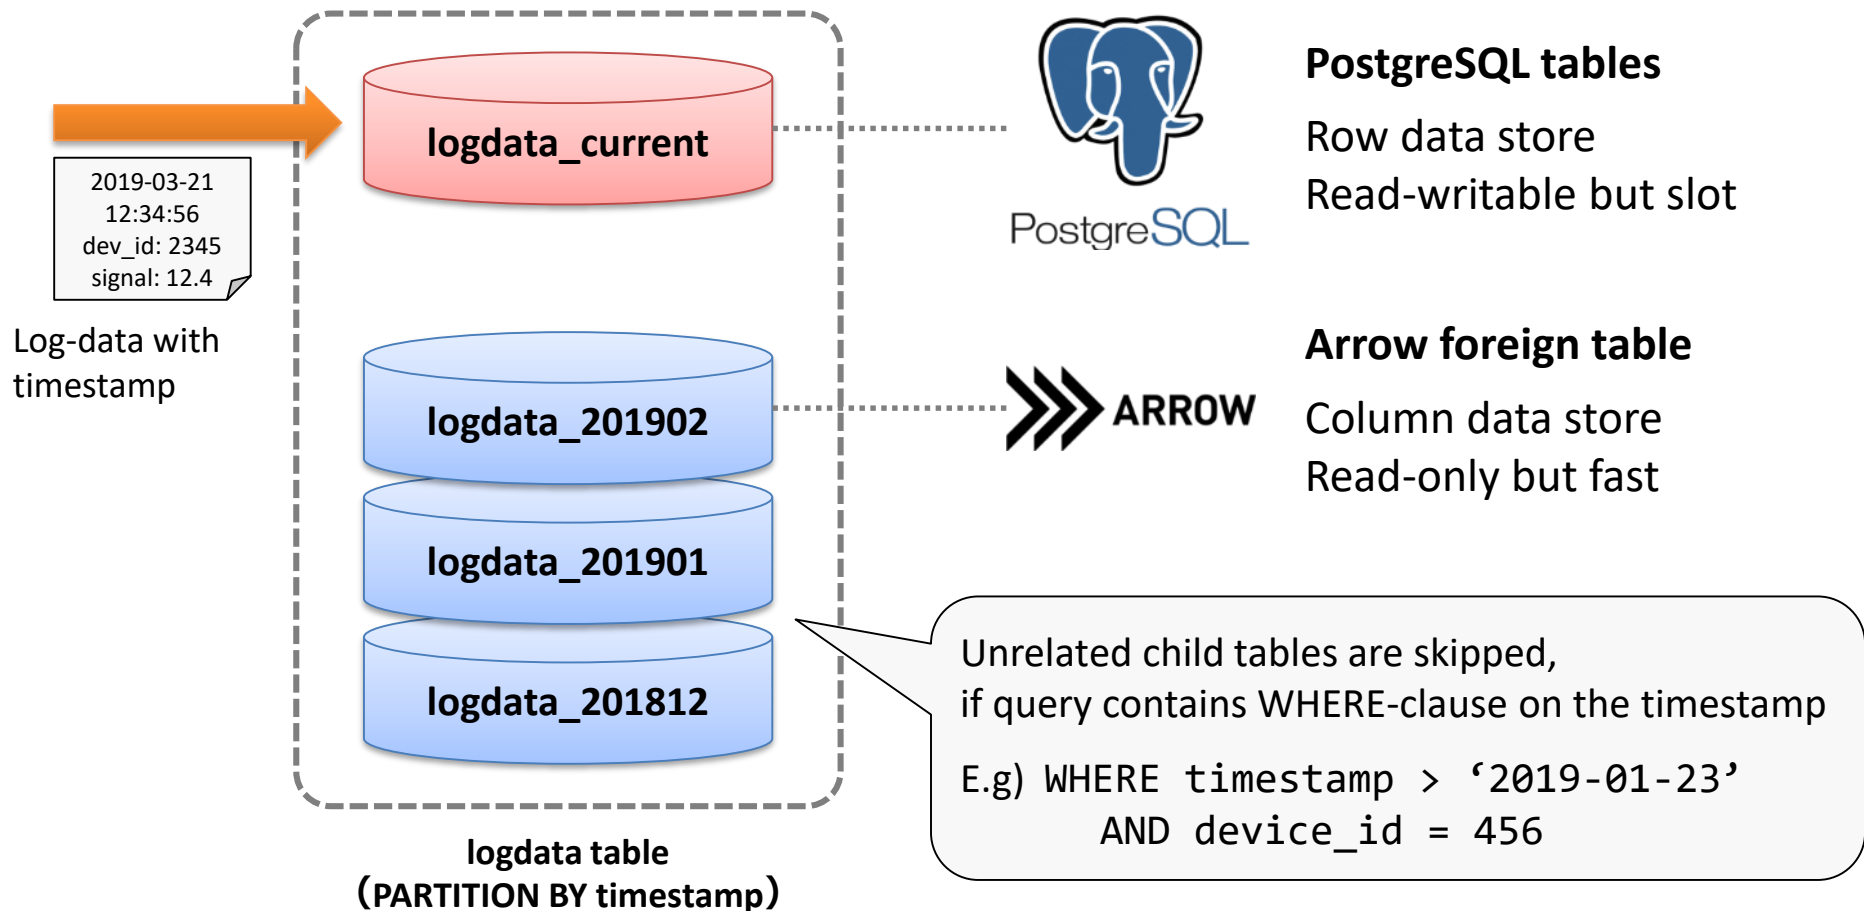 logdata_current
2019-03-21
12:34:56
dev_id: 2345
signal: 12.4
Log-data with
timestamp
PostgreSQL
PostgreSQL tables
Row data store
Read-writable but slot
logdata_201902
logdata_201901
logdata_201812
ARROW
Arrow foreign table
Column data store
Read-only but fast
Unrelated child tables are skipped,
if query contains WHERE-clause on the timestamp
E.g) WHERE timestamp > ‘2019-01-23’
AND device_id = 456
logdata table
(PARTITION BY timestamp)